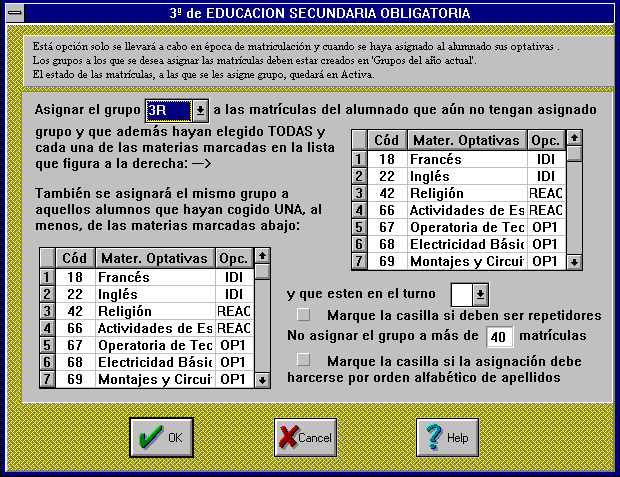 3º de EDUCACION SECUNDARIA OBLIGATORIA
Está opción solo se llevará a cabo en época de matriculación y cuando se haya asignado al alumnado sus optativas .
Los grupos a los que se desea asignar las matrículas deben estar creados en 'Grupos del año actual'.
El estado de las matrículas, a las que se les asigne grupo, quedará en Activa.
Asignar el grupo 3R a las matrículas del alumnado que aún no tengan asignado
grupo y que además hayan elegido TODAS y
cada una de las materias marcadas en la lista
que figura a la derecha: -->
Cód Mater. Optativas Opc.
1 18 Francés IDI
2 22 Inglés IDI
3 42 Religión REAC
4 66 Actividades de Es REAC
5 67 Operatoria de Tec OP1
6 68 Electricidad Básic OP1
7 69 Montajes y Circui OP1
También se asignará el mismo grupo a
aquellos alumnos que hayan cogido UNA, al
menos, de las materias marcadas abajo:
Cód Mater. Optativas Opc.
1 18 Francés IDI
2 22 Inglés IDI
3 42 Religión REAC
4 66 Actividades de Es REAC
5 67 Operatoria de Tec OP1
6 68 Electricidad Básic OP1
7 69 Montajes y Circui OP1
y que esten en el turno
Marque la casilla si deben ser repetidores
No asignar el grupo a más de 40 matrículas
Marque la casilla si la asignación debe
harcerse por orden alfabético de apellidos
OK
Cancel
Help